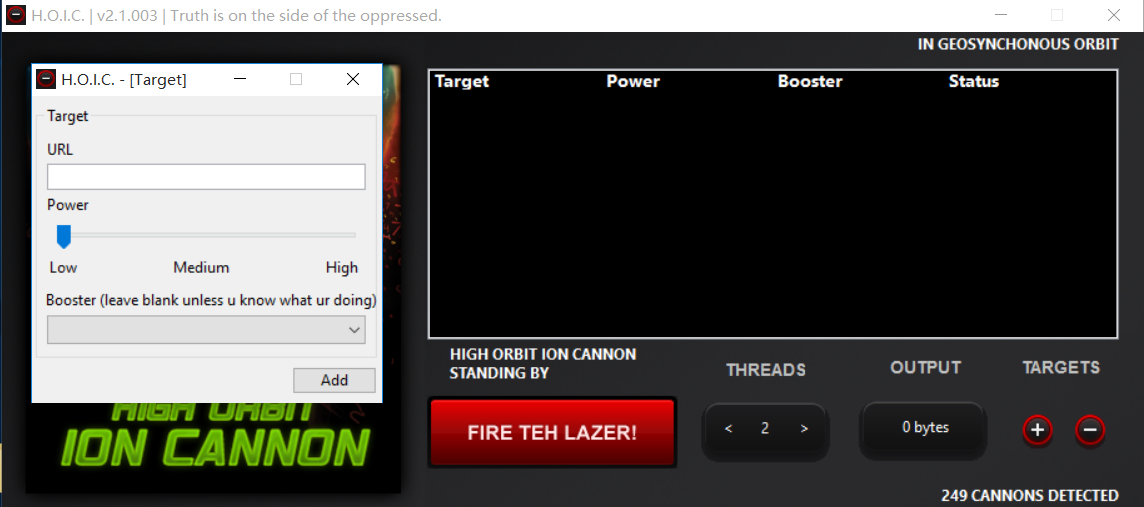 H.O.I.C. | v2.1.003 | Truth is on the side of the oppressed.
IN GEOSYNCHONOUS ORBIT
H.O.I.C. - [Target]
Target
URL
Power
Low Medium High
Booster (leave blank unless u know what ur doing)
Add
HIGH ORBIT
ION CANNON
Target Power Booster Status
HIGH ORBIT ION CANNON
STANDING BY
THREADS OUTPUT TARGETS
FIRE TEH LAZER!
< 2 >
0 bytes
+ −
249 CANNONS DETECTED